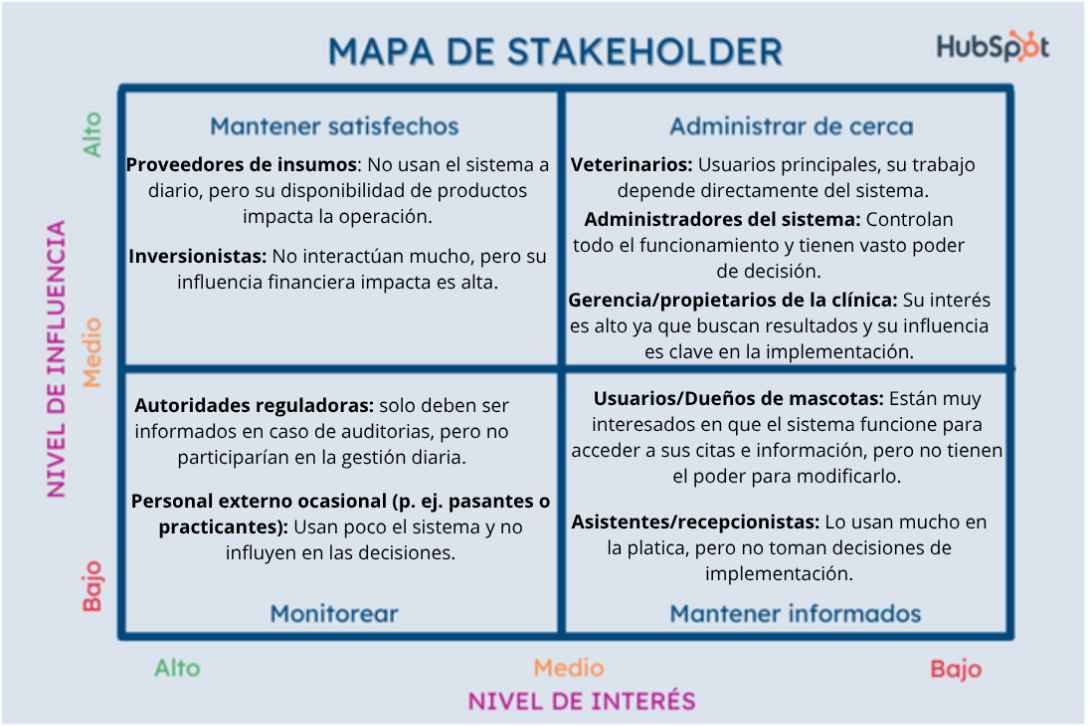 MAPA DE STAKEHOLDER
HubSpot
NIVEL DE INFLUENCIA
Alto
Medio
Bajo
Mantener satisfechos
Proveedores de insumos: No usan el sistema a
diario, pero su disponibilidad de productos
impacta la operación.
Inversionistas: No interactúan mucho, pero su
influencia financiera impacta es alta.
Administrar de cerca
Veterinarios: Usuarios principales, su trabajo
depende directamente del sistema.
Administradores del sistema: Controlan
todo el funcionamiento y tienen vasto poder
de decisión.
Gerencia/propietarios de la clínica: Su interés
es alto ya que buscan resultados y su influencia
es clave en la implementación.
Autoridades reguladoras: solo deben ser
informados en caso de auditorias, pero no
participarían en la gestión diaria.
Personal externo ocasional (p. ej. pasantes o
practicantes): Usan poco el sistema y no
influyen en las decisiones.
Monitorear
Usuarios/Dueños de mascotas: Están muy
interesados en que el sistema funcione para
acceder a sus citas e información, pero no tienen
el poder para modificarlo.
Asistentes/recepcionistas: Lo usan mucho en
la platica, pero no toman decisiones de
implementación.
Mantener informados
Alto
Medio
Bajo
NIVEL DE INTERÉS